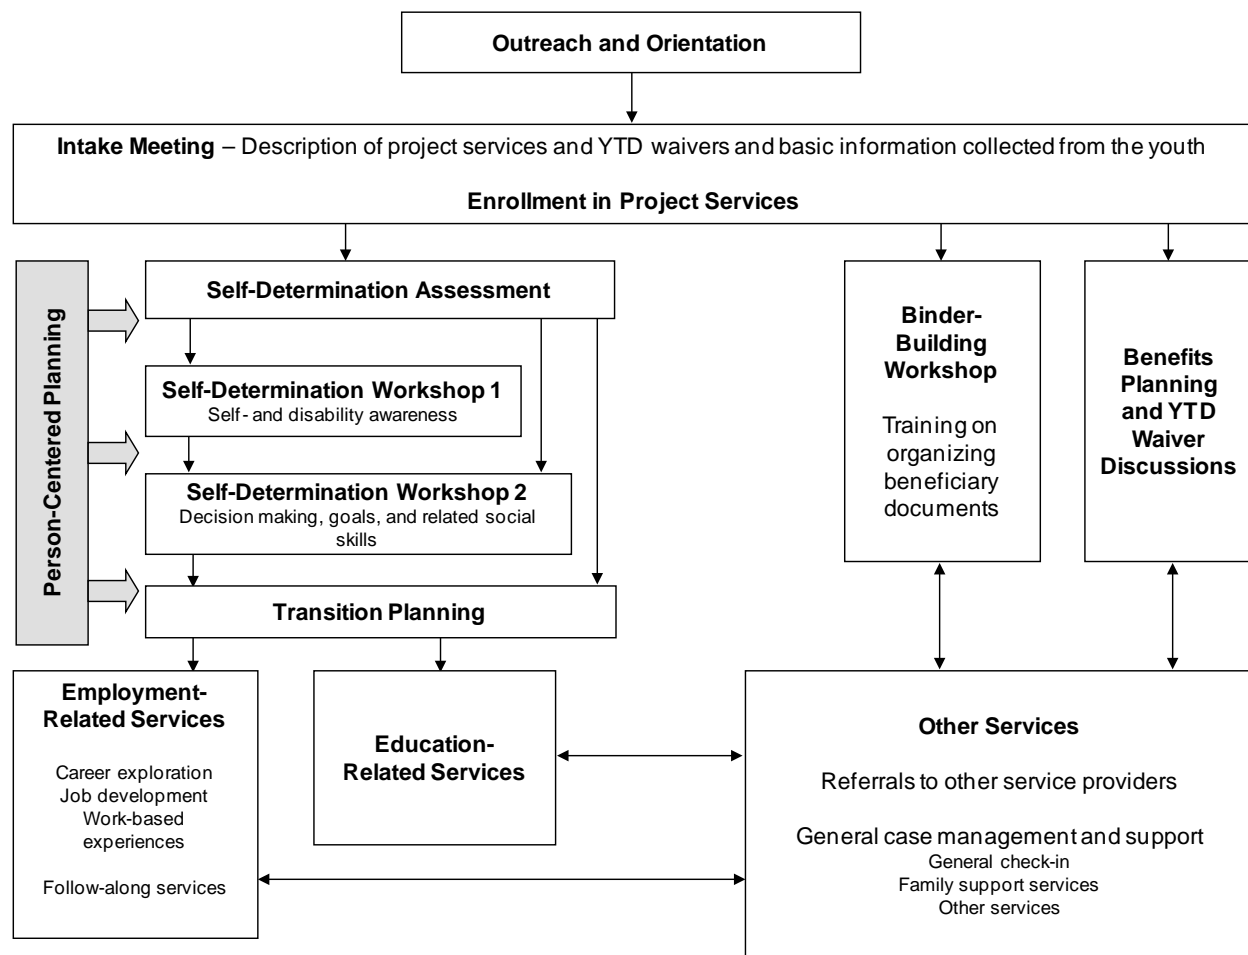 Outreach and Orientation
Intake Meeting – Description of project services and YTD waivers and basic information collected from the youth
Enrollment in Project Services
Person-Centered Planning
Self-Determination Assessment
Self-Determination Workshop 1
Self- and disability awareness
Self-Determination Workshop 2
Decision making, goals, and related social
skills
Transition Planning
Binder-
Building
Workshop
Training on
organizing
beneficiary
documents
Benefits
Planning
and YTD
Waiver
Discussions
Employment-
Related Services
Career exploration
Job development
Work-based
experiences
Follow-along services
Education-
Related Services
Other Services
Referrals to other service providers
General case management and support
General check-in
Family support services
Other services